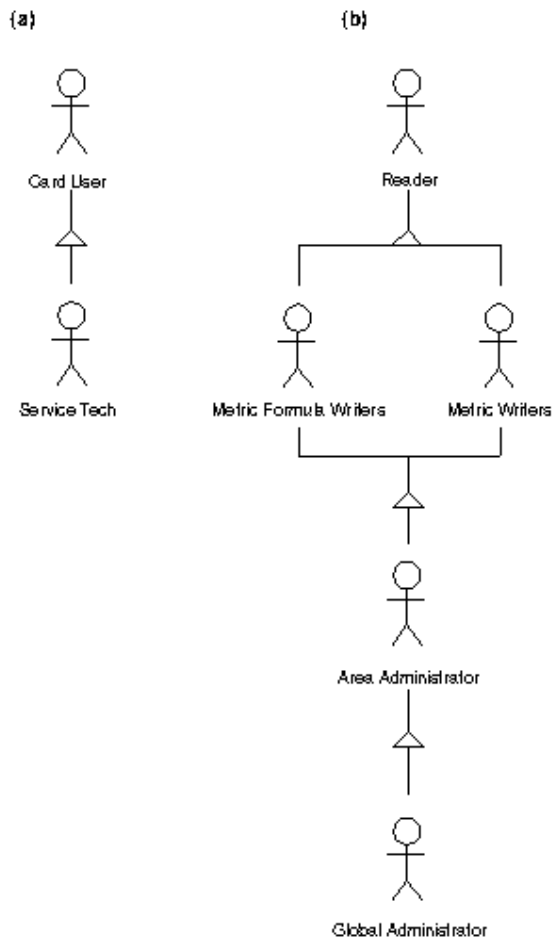 (a)
(b)
Card User
Reader
Service Tech
Metric Formula Writers
Metric Writers
Area Administrator
Global Administrator